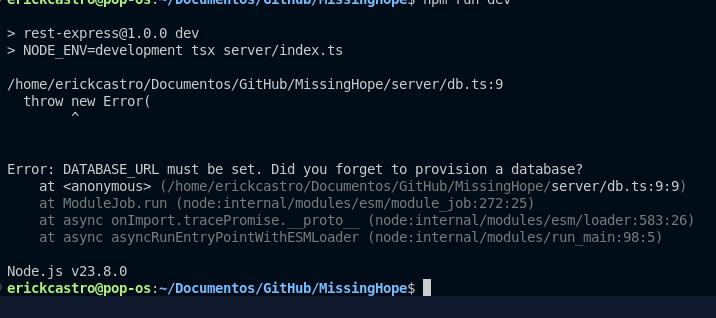 erickcastro@pop-os:~/Documentos/GitHub/MissingHope$ npm run dev
> rest-express@1.0.0 dev
> NODE_ENV=development tsx server/index.ts
/home/erickcastro/Documentos/GitHub/MissingHope/server/db.ts:9
  throw new Error(
        ^
Error: DATABASE_URL must be set. Did you forget to provision a database?
    at <anonymous> (/home/erickcastro/Documentos/GitHub/MissingHope/server/db.ts:9:9)
    at ModuleJob.run (node:internal/modules/esm/module_job:272:25)
    at async onImport.tracePromise.__proto__ (node:internal/modules/esm/loader:583:26)
    at async asyncRunEntryPointWithESMLoader (node:internal/modules/run_main:98:5)
Node.js v23.8.0
erickcastro@pop-os:~/Documentos/GitHub/MissingHope$